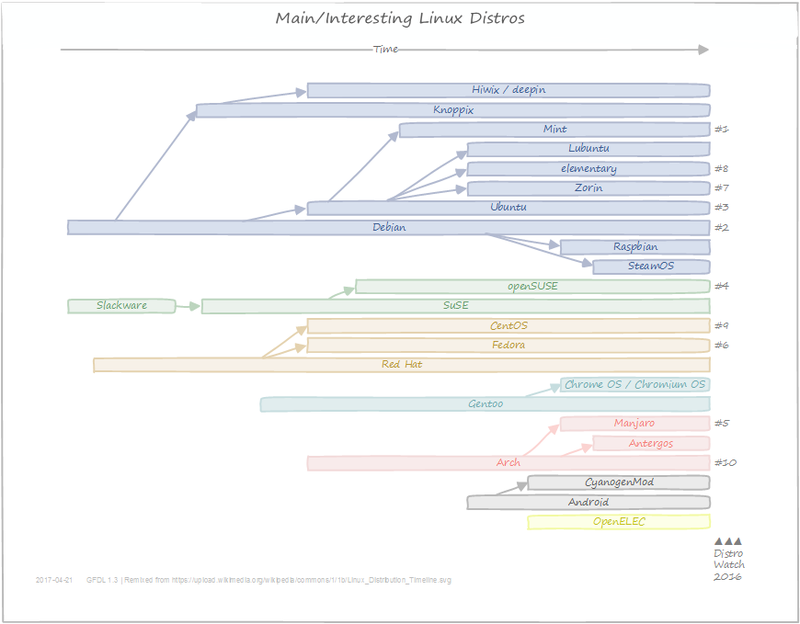 Main/Interesting Linux Distros
Time
Hiwix / deepin
Knoppix
Mint #1
Lubuntu
elementary #8
Zorin #7
Ubuntu #3
Debian #2
Raspbian
SteamOS
openSUSE #4
Slackware SuSE
CentOS #9
Fedora #6
Red Hat
Chrome OS / Chromium OS
Gentoo
Manjaro #5
Antergos
Arch #10
CyanogenMod
Android
OpenELEC
▲▲▲
Distro
Watch
2016
2017-04-21 GFDL 1.3 | Remixed from https://upload.wikimedia.org/wikipedia/commons/1/1b/Linux_Distribution_Timeline.svg